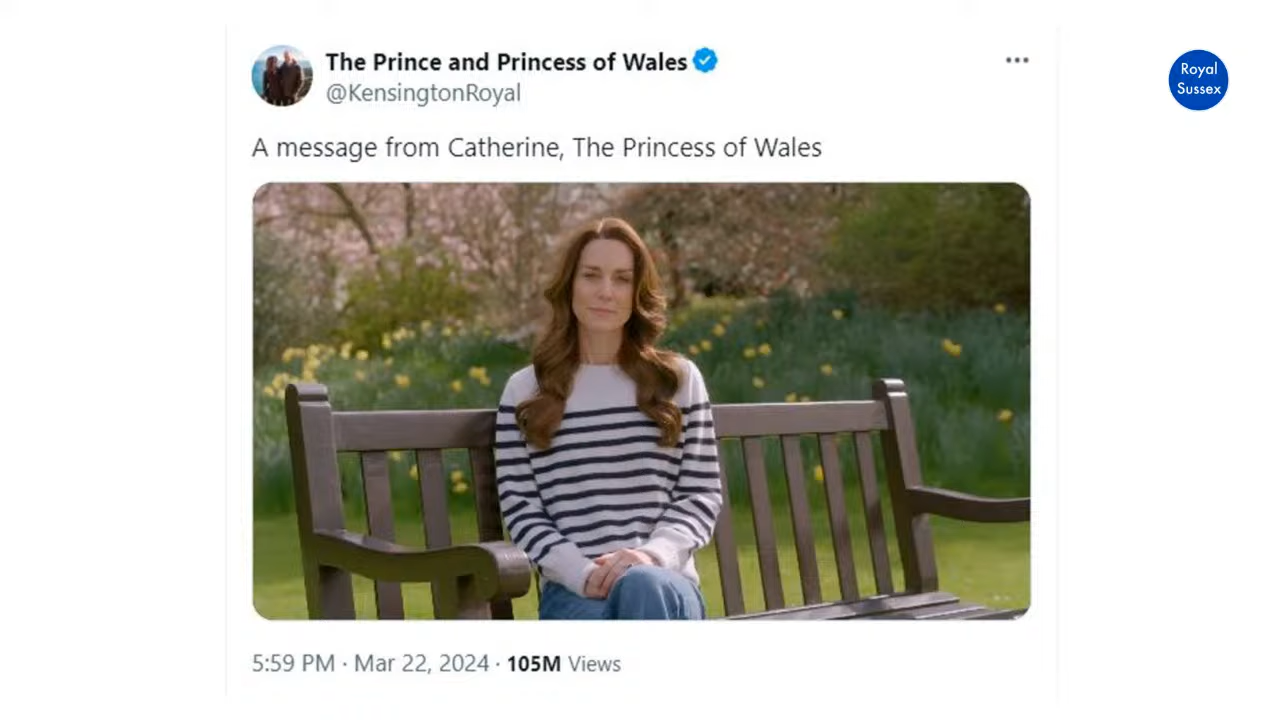 The Prince and Princess of Wales
@KensingtonRoyal
Royal
Sussex
A message from Catherine, The Princess of Wales
5:59 PM · Mar 22, 2024 · 105M Views